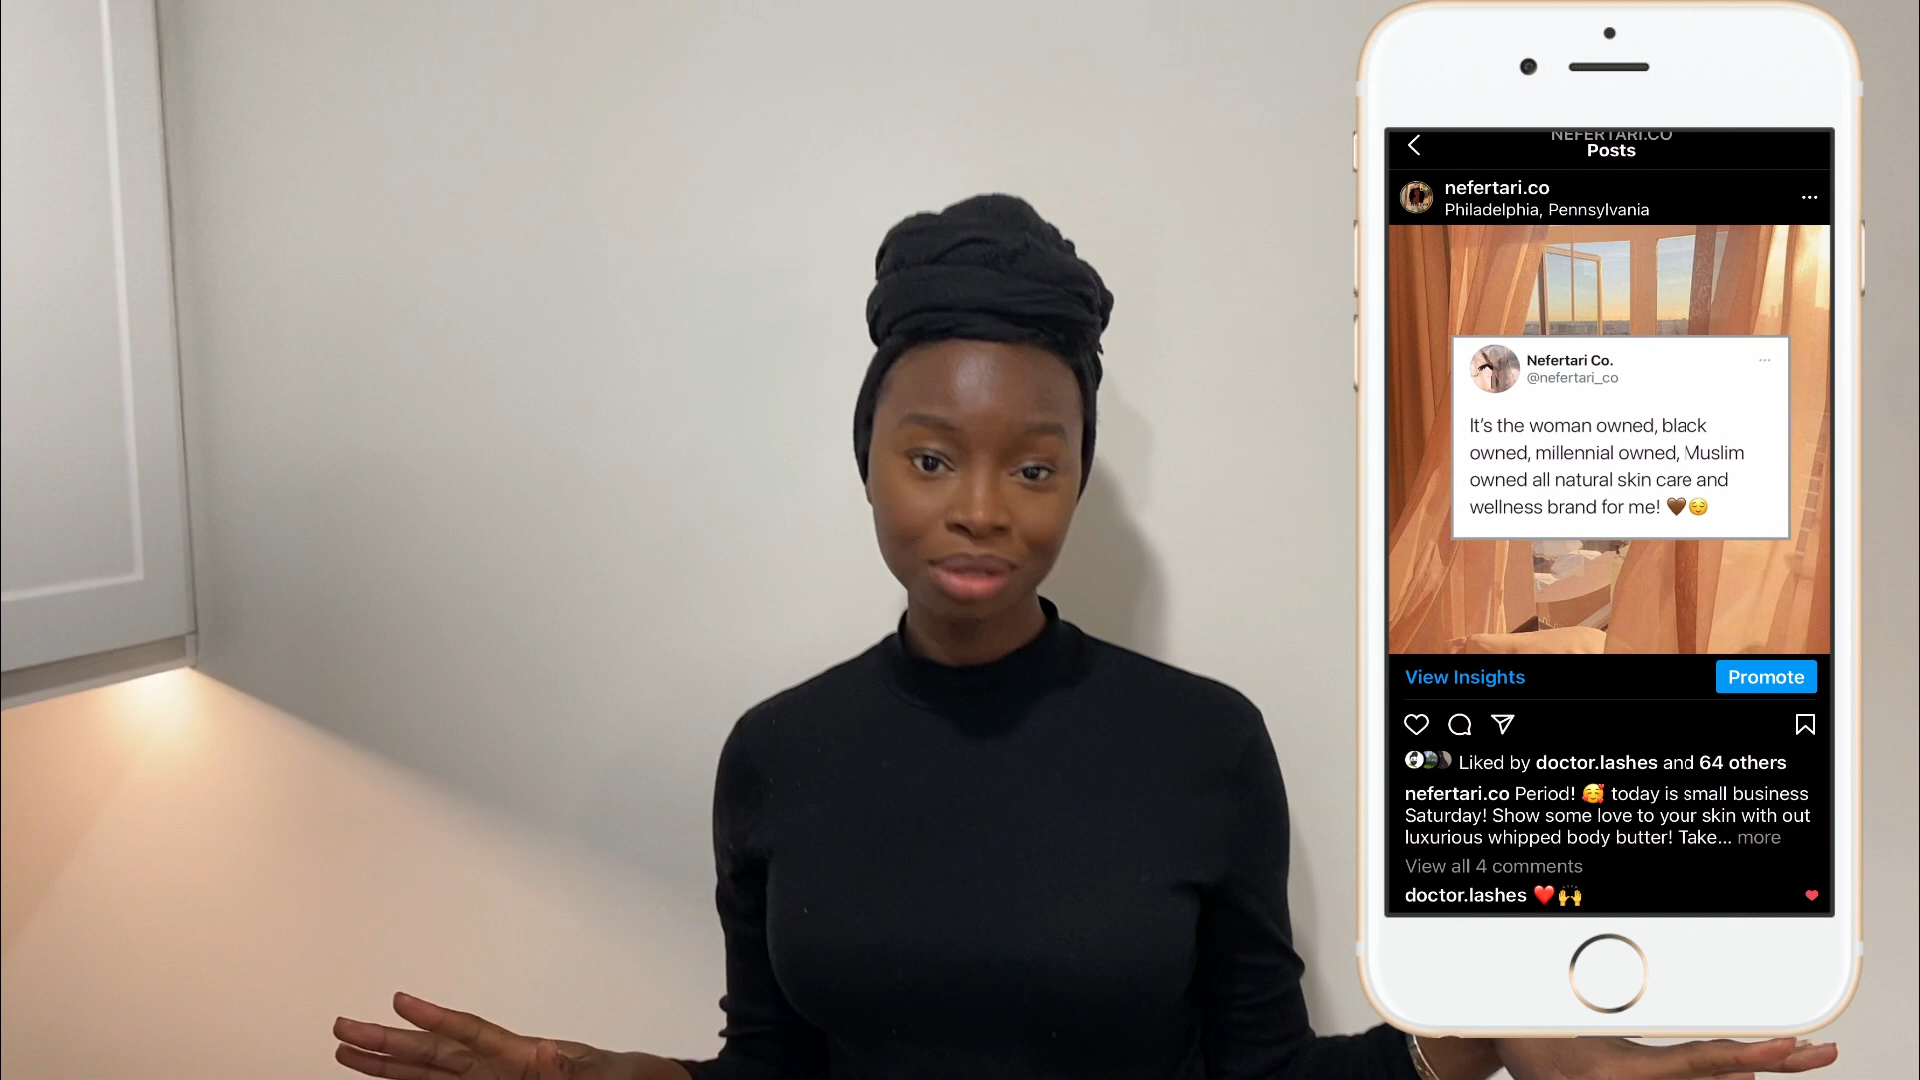 NEFERTARI.CO
Posts
nefertari.co
Philadelphia, Pennsylvania
Nefertari Co.
@nefertari_co
It's the woman owned, black
owned, millennial owned, Muslim
owned all natural skin care and
wellness brand for me! 🤎😌
View Insights
Promote
Liked by doctor.lashes and 64 others
nefertari.co Period! 🥰 today is small business
Saturday! Show some love to your skin with out
luxurious whipped body butter! Take... more
View all 4 comments
doctor.lashes ❤️🙌